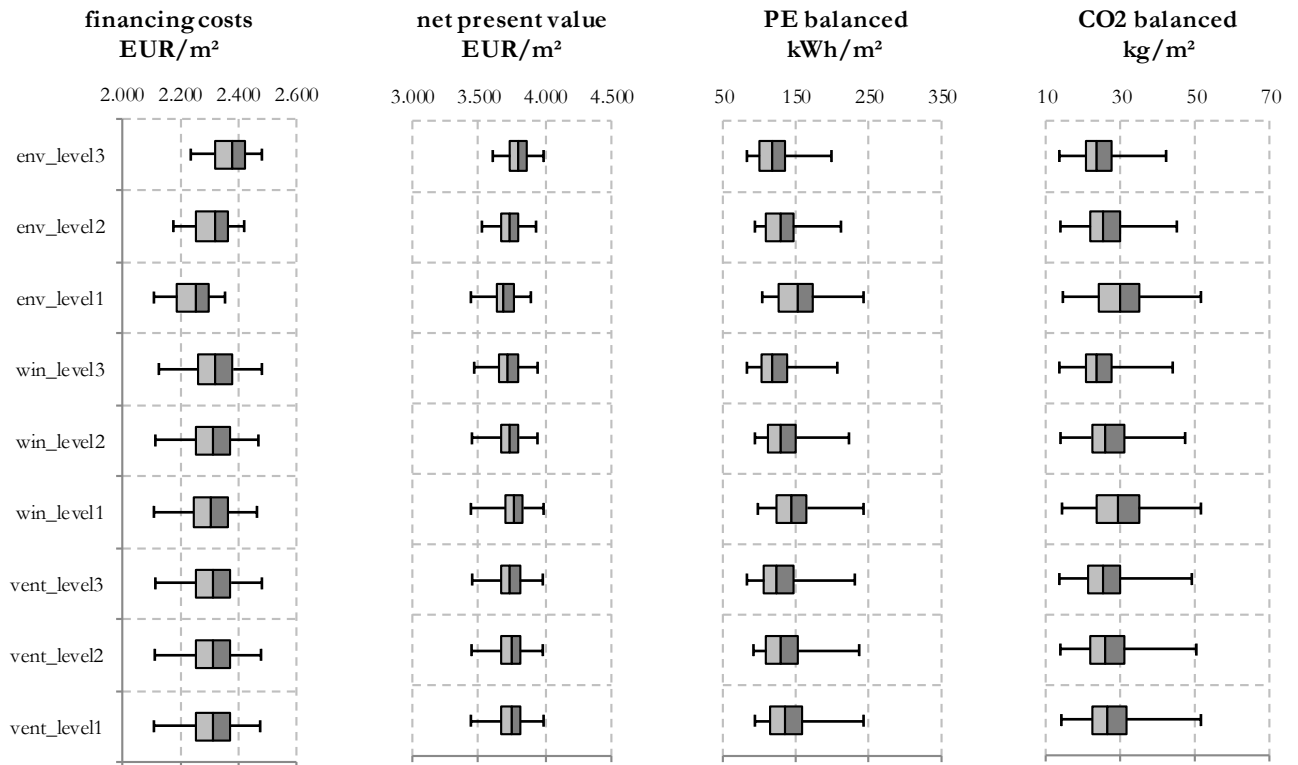 financing costs
EUR/m²
net present value
EUR/m²
PE balanced
kWh/m²
CO2 balanced
kg/m²
2.000 2.200 2.400 2.600
3.000 3.500 4.000 4.500
50 150 250 350
10 30 50 70
env_level3
env_level2
env_level1
win_level3
win_level2
win_level1
vent_level3
vent_level2
vent_level1